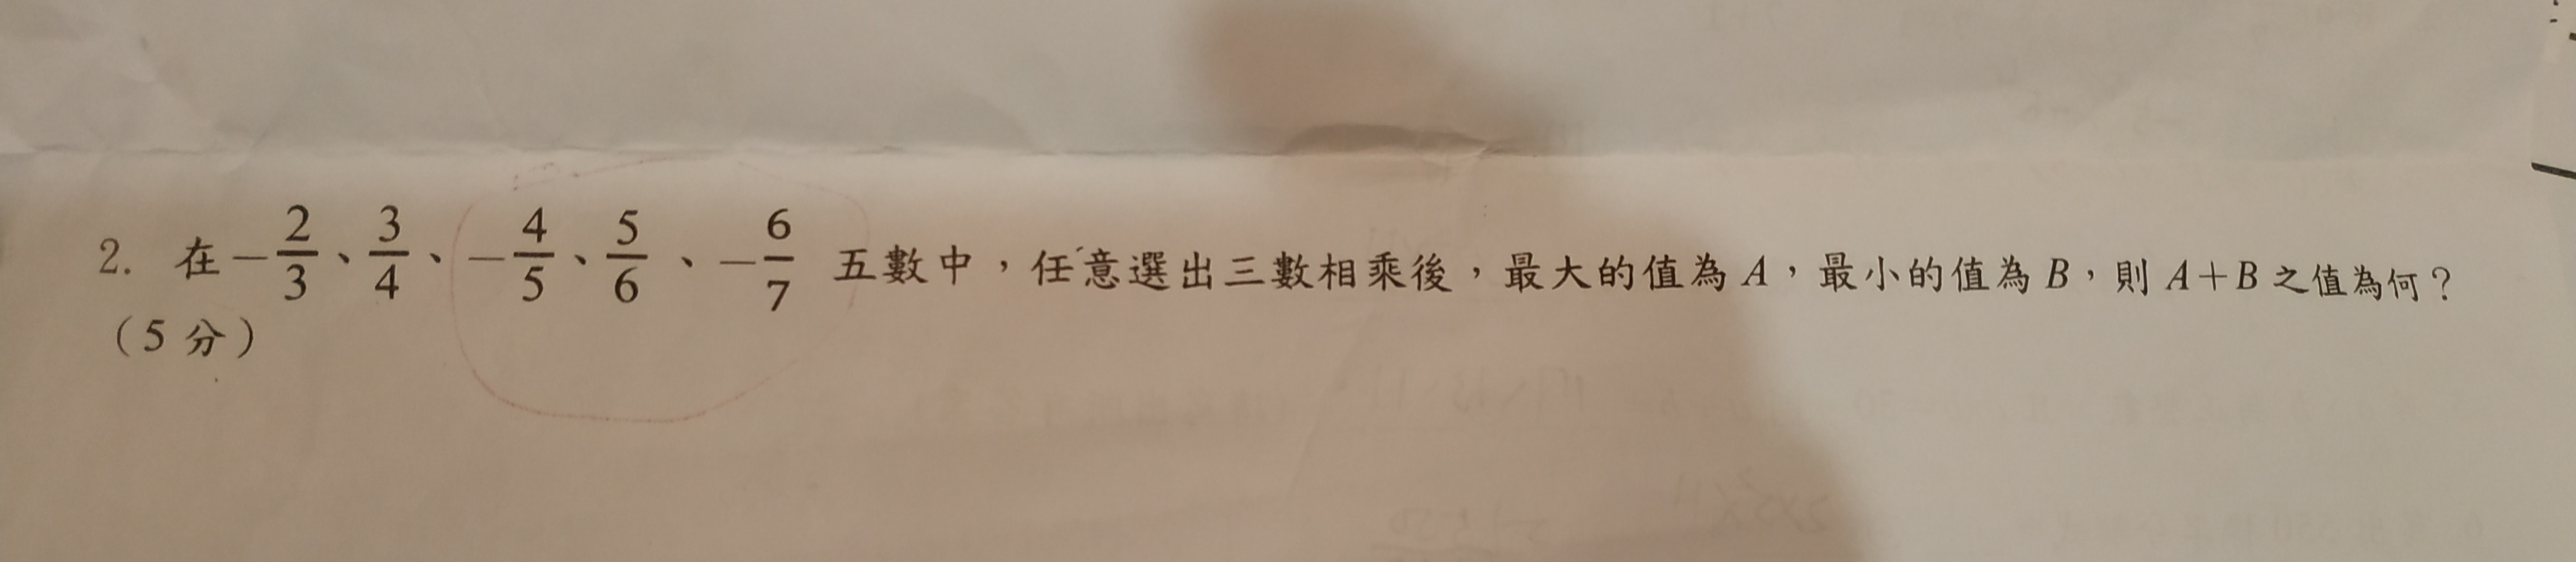 2. 在 -2/3、3/4、-4/5、5/6、-6/7 五數中，任意選出三數相乘後，最大的值為 A，最小的值為 B，則 A+B 之值為何？
（5 分）